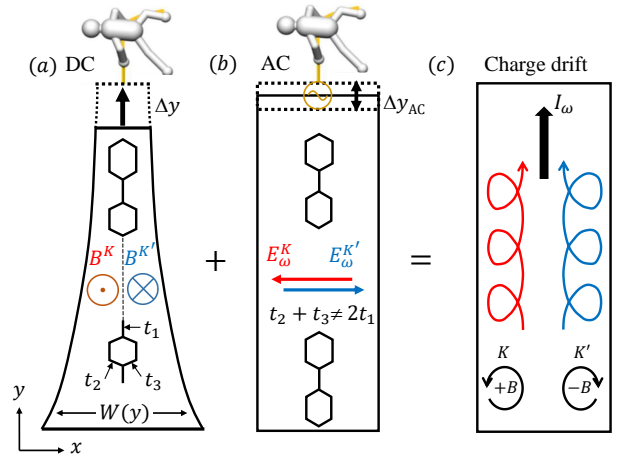 (a) DC
(b) AC
(c) Charge drift
Δy
Δy_AC
I_ω
B^K B^{K'}
E_ω^K E_ω^{K'}
+
=
t_2 + t_3 ≠ 2t_1
t_1
t_2 t_3
W(y)
y
x
K K'
+B −B